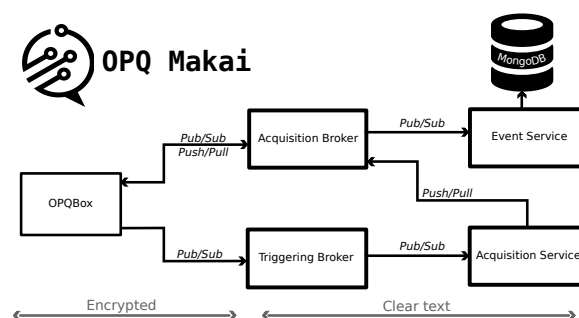 OPQ Makai
MongoDB
Pub/Sub
Push/Pull
Acquisition Broker
Pub/Sub
Event Service
Push/Pull
OPQBox
Pub/Sub
Triggering Broker
Pub/Sub
Acquisition Service
Encrypted
Clear text